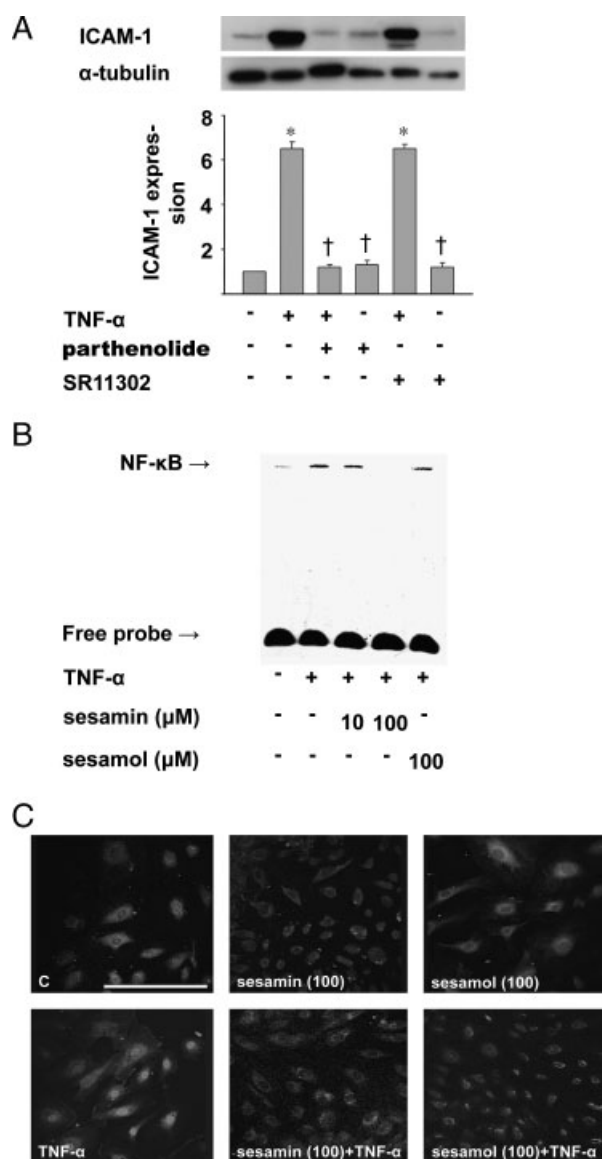 A
ICAM-1
α-tubulin
8
6
4
2
ICAM-1 expres-
sion
* † † * †
TNF-α - + + - + -
parthenolide - - + + - -
SR11302 - - - - + +
B
NF-κB →
Free probe →
TNF-α - + + + +
sesamin (µM) - - 10 100 -
sesamol (µM) - - - - 100
C
C
sesamin (100)
sesamol (100)
TNF-α
sesamin (100)+TNF-α
sesamol (100)+TNF-α